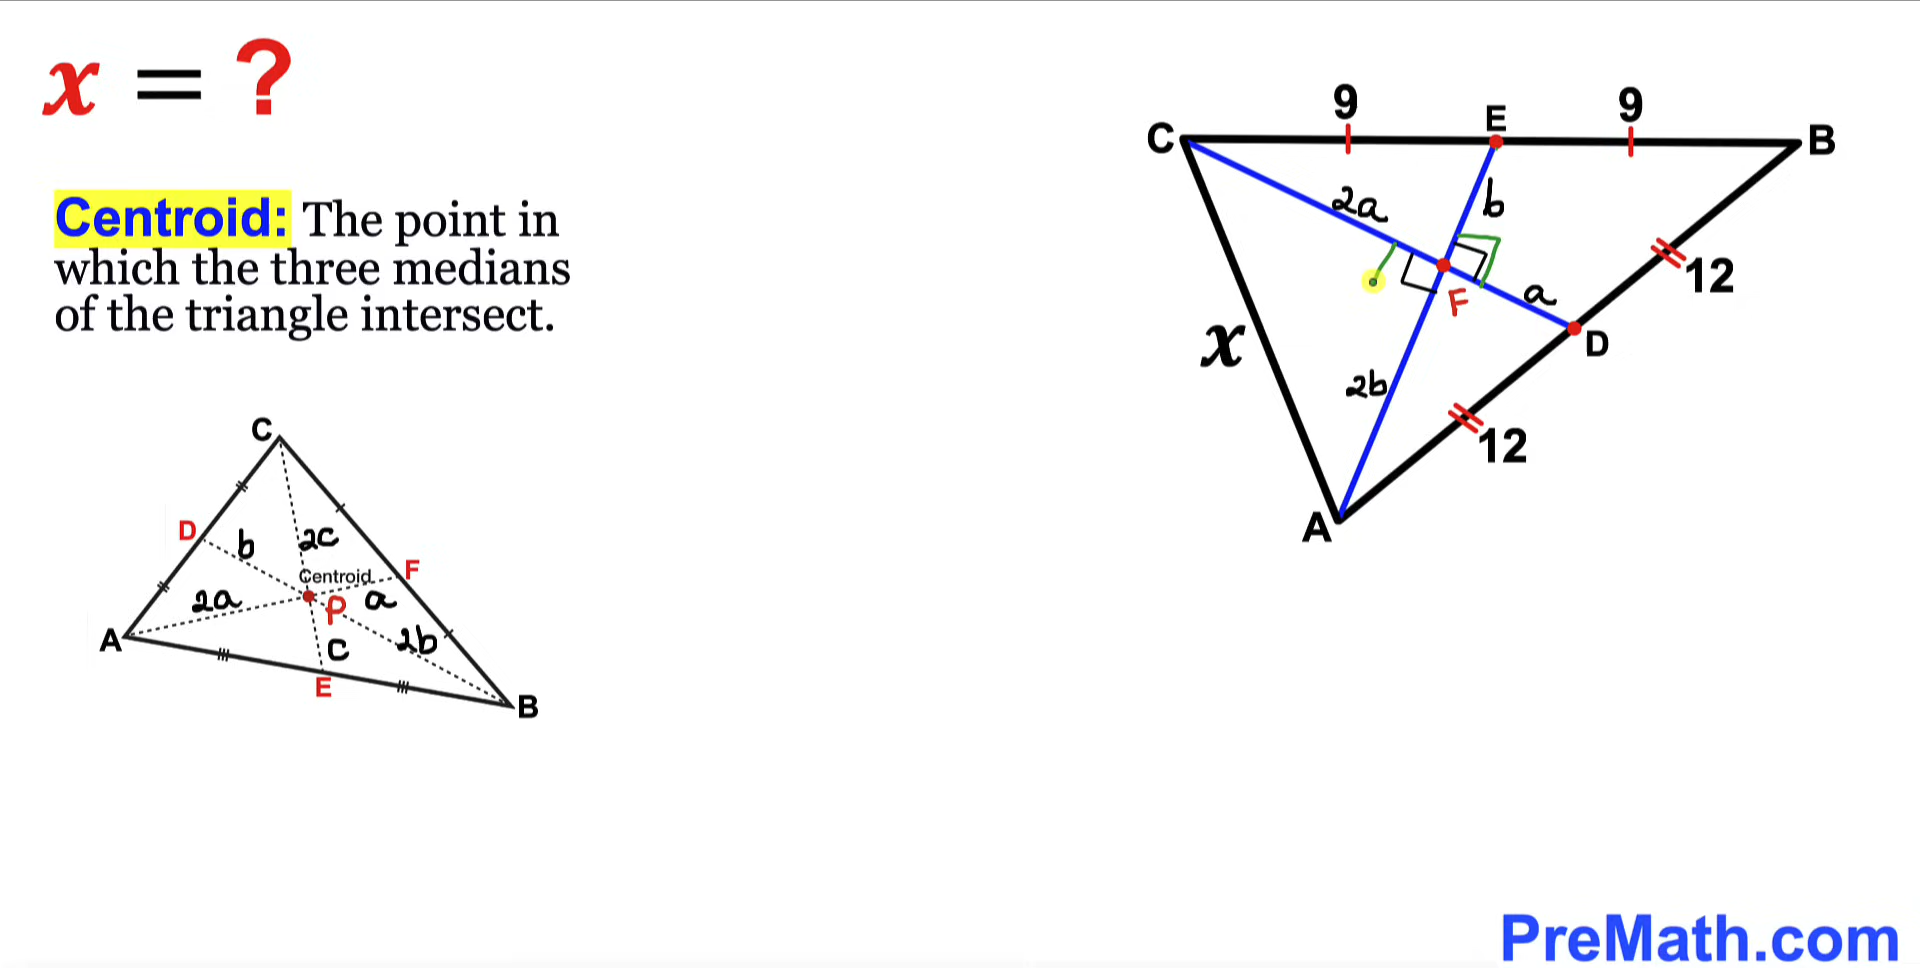 x = ?
Centroid: The point in
which the three medians
of the triangle intersect.
C
D
b
2c
Centroid
F
2a
P
a
A
c
2b
E
B
9
E
9
C
B
2a
b
12
F
a
x
D
2b
12
A
PreMath.com